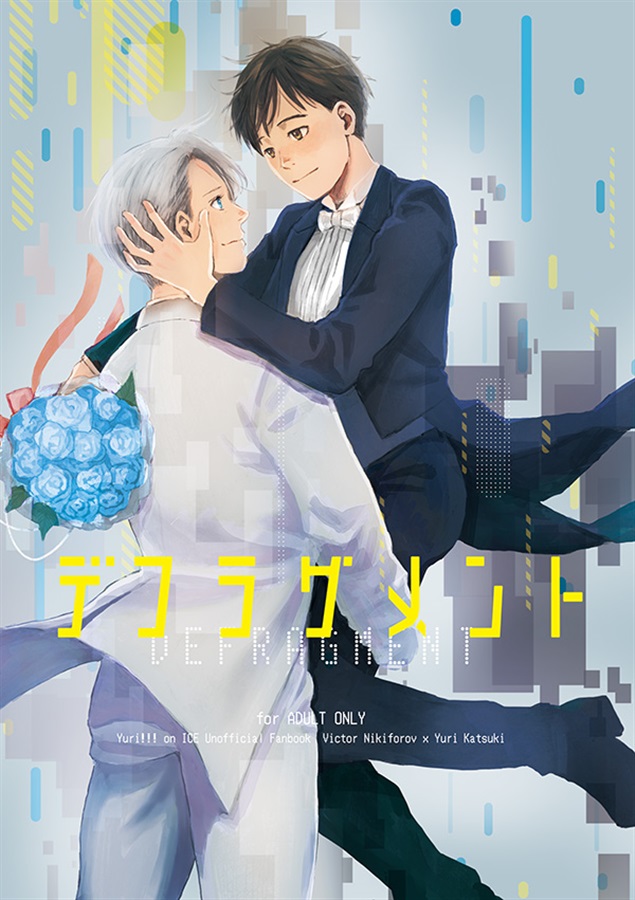 デフラグメント
DEFRAGMENT
for ADULT ONLY
Yuri!!! on ICE Unofficial Fanbook Victor Nikiforov x Yuri Katsuki